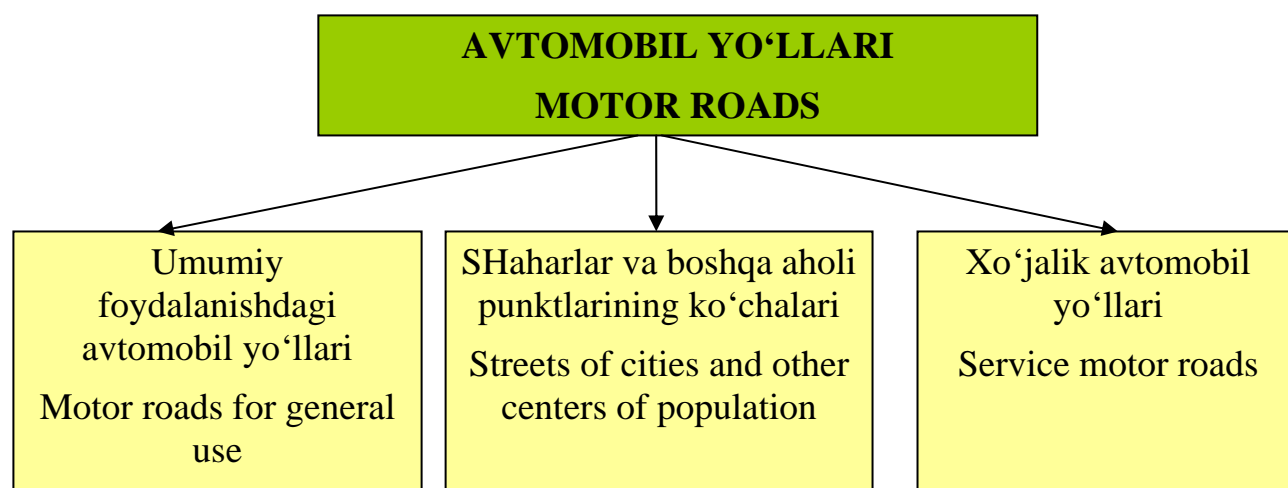 AVTOMOBIL YO‘LLARI
MOTOR ROADS
Umumiy
foydalanishdagi
avtomobil yo‘llari
Motor roads for general
use
SHaharlar va boshqa aholi
punktlarining ko‘chalari
Streets of cities and other
centers of population
Xo‘jalik avtomobil
yo‘llari
Service motor roads